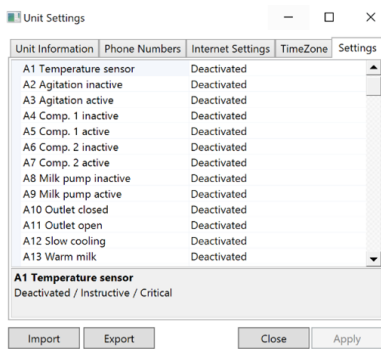 Unit Settings
Unit Information Phone Numbers Internet Settings TimeZone Settings
A1 Temperature sensor Deactivated
A2 Agitation inactive Deactivated
A3 Agitation active Deactivated
A4 Comp. 1 inactive Deactivated
A5 Comp. 1 active Deactivated
A6 Comp. 2 inactive Deactivated
A7 Comp. 2 active Deactivated
A8 Milk pump inactive Deactivated
A9 Milk pump active Deactivated
A10 Outlet closed Deactivated
A11 Outlet open Deactivated
A12 Slow cooling Deactivated
A13 Warm milk Deactivated
A1 Temperature sensor
Deactivated / Instructive / Critical
Import Export Close Apply